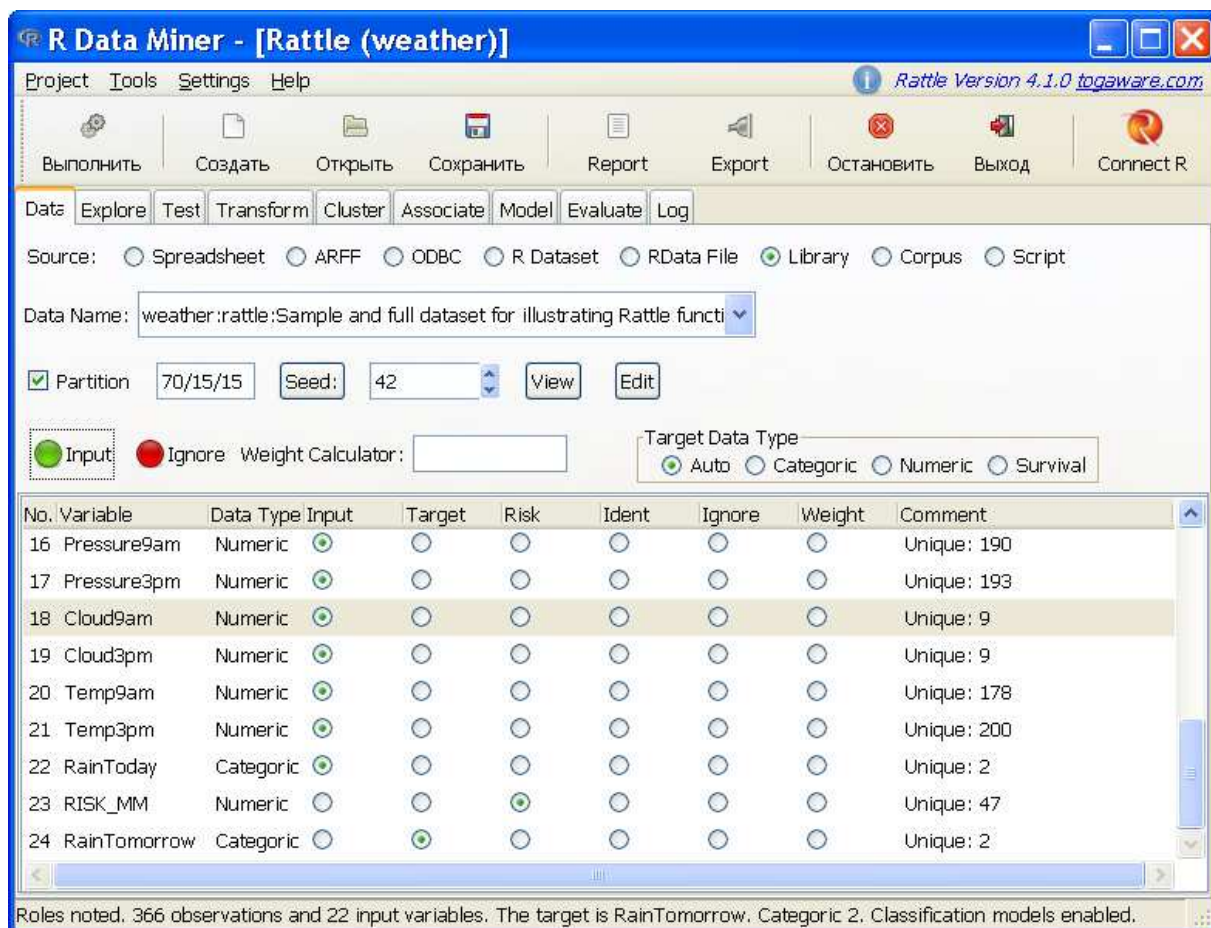 R Data Miner - [Rattle (weather)]
Project Tools Settings Help Rattle Version 4.1.0 togaware.com
Выполнить Создать Открыть Сохранить Report Export Остановить Выход Connect R
Data Explore Test Transform Cluster Associate Model Evaluate Log
Source: Spreadsheet ARFF ODBC R Dataset RData File Library Corpus Script
Data Name: weather:rattle:Sample and full dataset for illustrating Rattle functi
Partition 70/15/15 Seed: 42 View Edit
Target Data Type
Input Ignore Weight Calculator: Auto Categoric Numeric Survival
No. Variable Data Type Input Target Risk Ident Ignore Weight Comment
16 Pressure9am Numeric Unique: 190
17 Pressure3pm Numeric Unique: 193
18 Cloud9am Numeric Unique: 9
19 Cloud3pm Numeric Unique: 9
20 Temp9am Numeric Unique: 178
21 Temp3pm Numeric Unique: 200
22 RainToday Categoric Unique: 2
23 RISK_MM Numeric Unique: 47
24 RainTomorrow Categoric Unique: 2
Roles noted. 366 observations and 22 input variables. The target is RainTomorrow. Categoric 2. Classification models enabled.